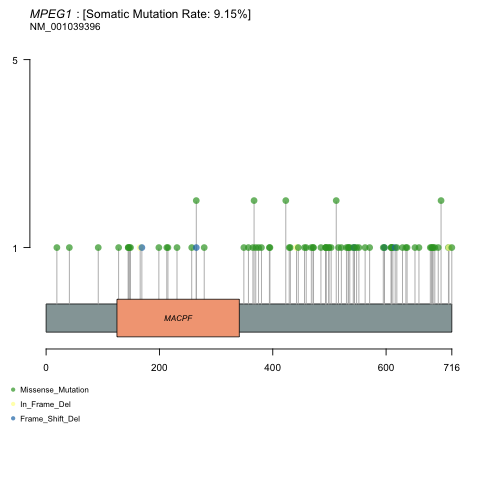 MPEG1 : [Somatic Mutation Rate: 9.15%]
NM_001039396
5
1
MACPF
0 200 400 600 716
Missense_Mutation
In_Frame_Del
Frame_Shift_Del